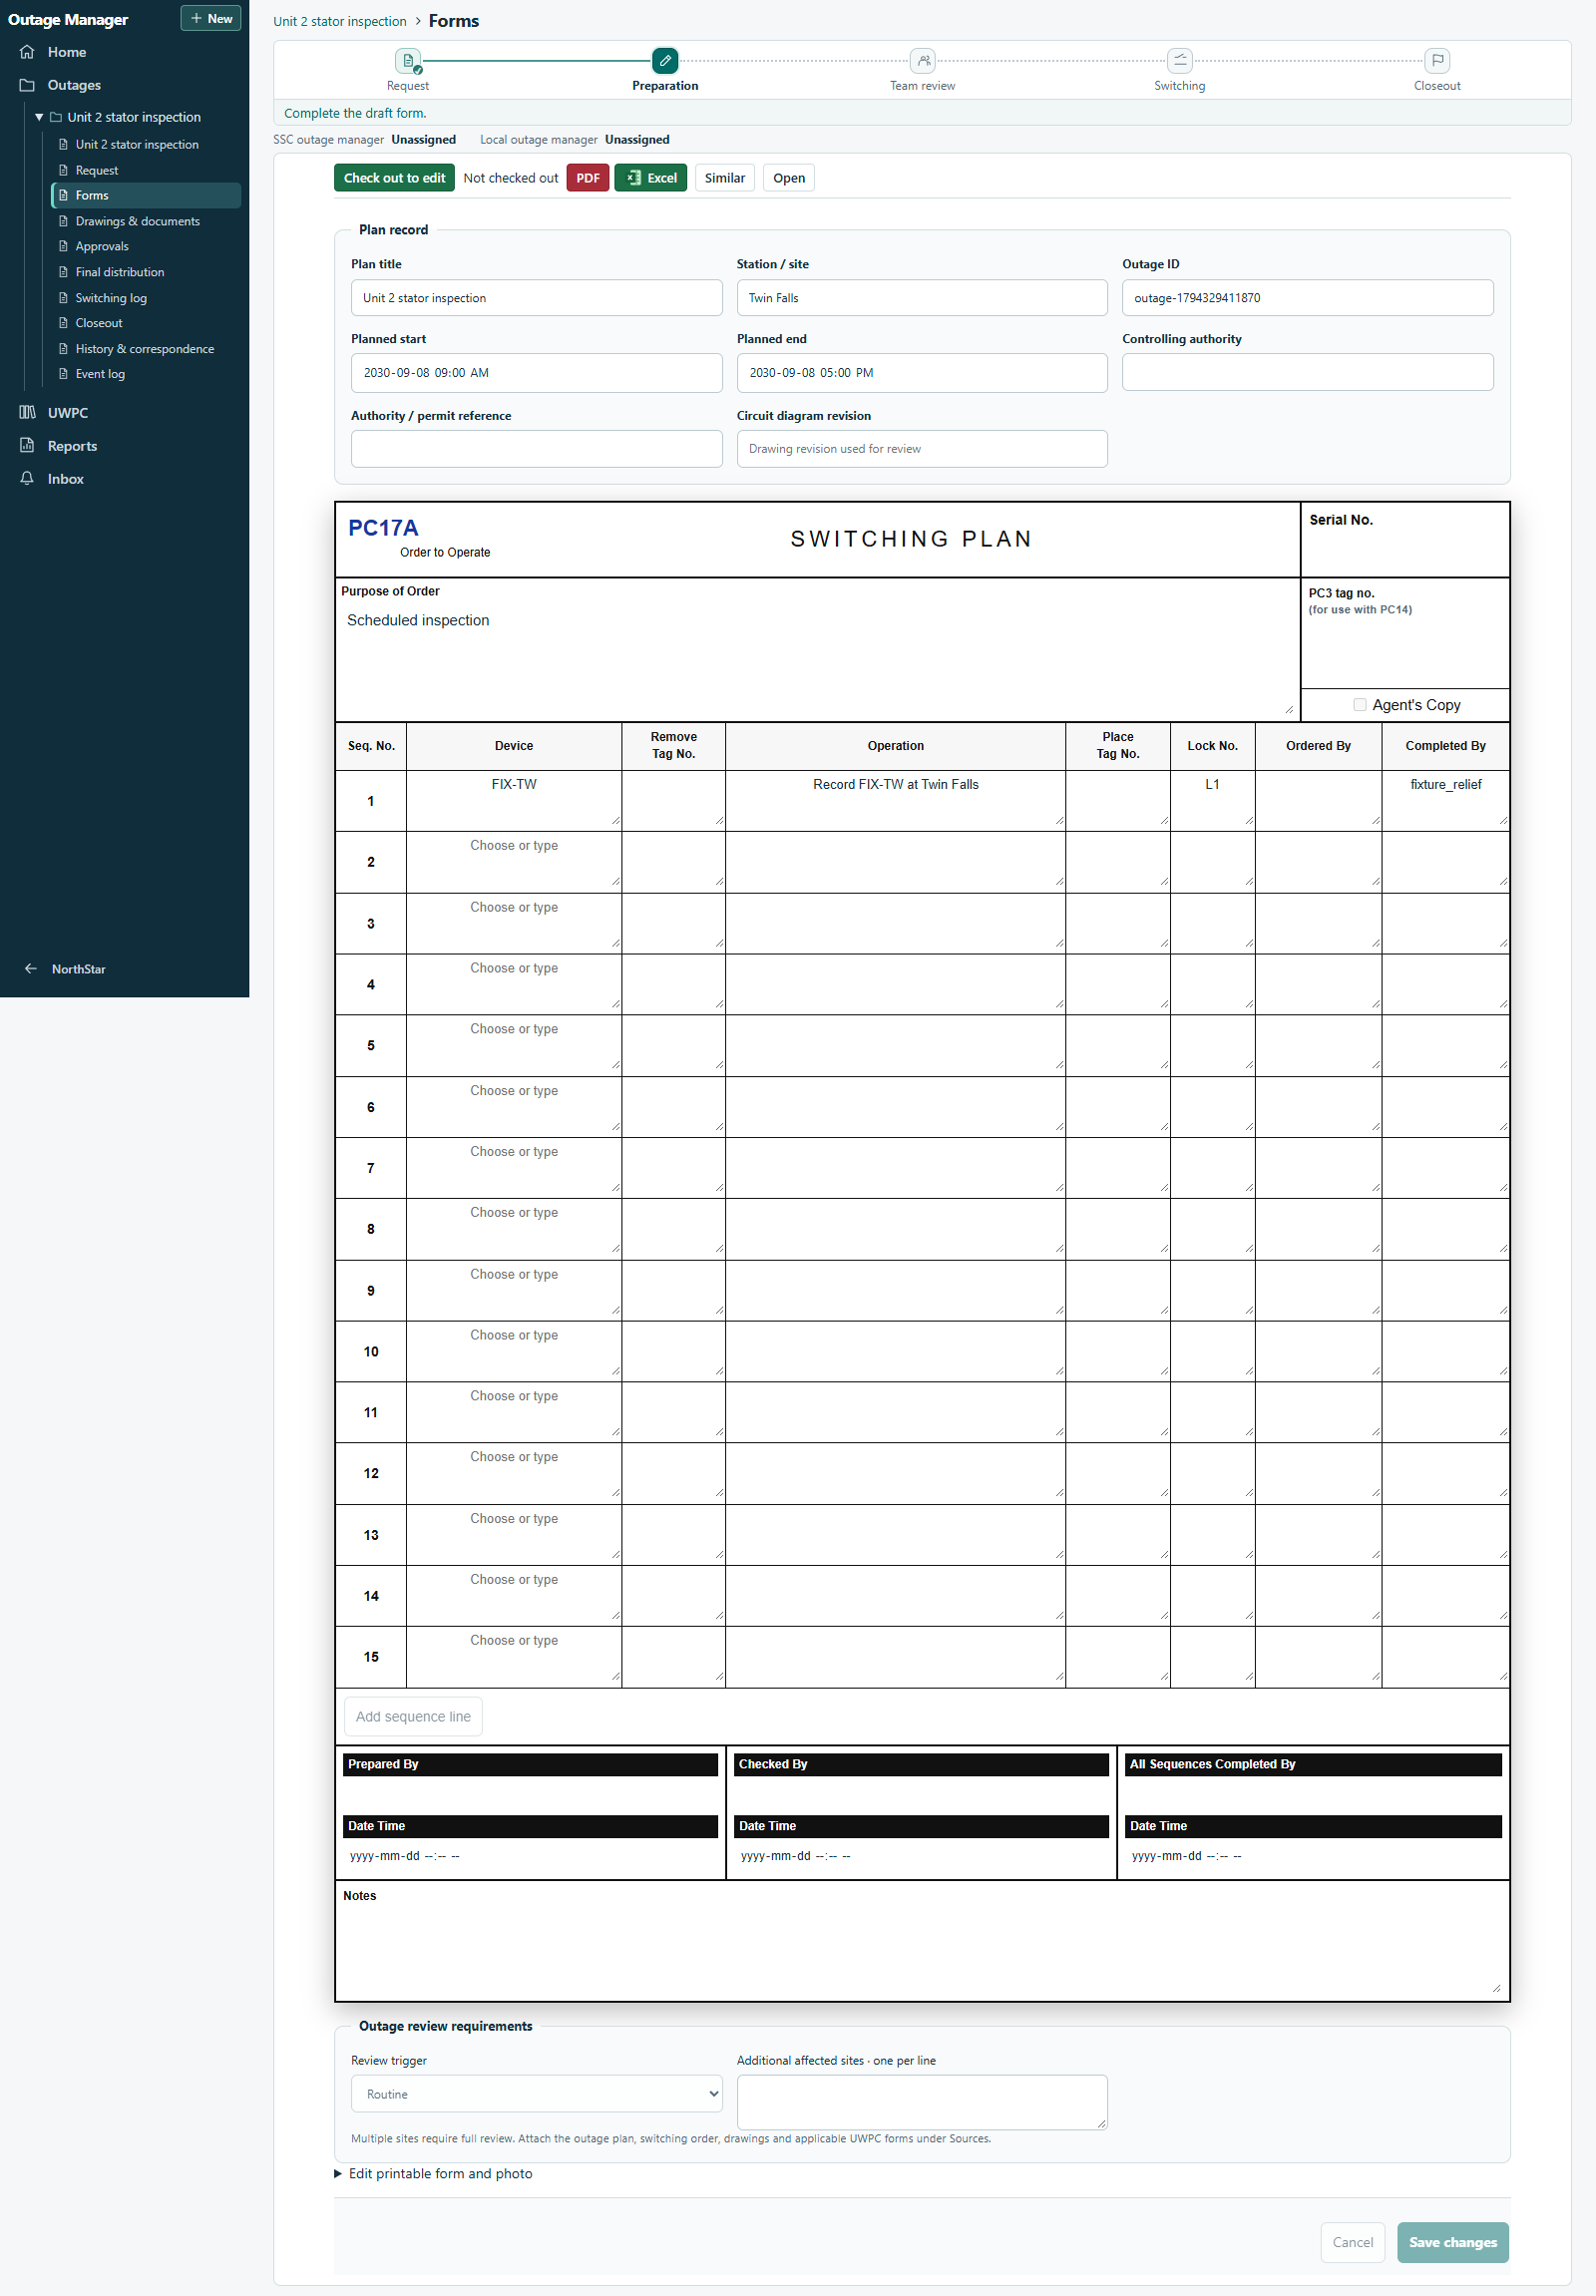 Outage Manager
+ New
Home
Outages
Unit 2 stator inspection
Unit 2 stator inspection
Request
Forms
Drawings & documents
Approvals
Final distribution
Switching log
Closeout
History & correspondence
Event log
UWPC
Reports
Inbox
NorthStar
Unit 2 stator inspection › Forms
Request
Preparation
Team review
Switching
Closeout
Complete the draft form.
SSC outage manager Unassigned Local outage manager Unassigned
Check out to edit Not checked out PDF Excel Similar Open
Plan record
Plan title Station / site Outage ID
Unit 2 stator inspection Twin Falls outage-1794329411870
Planned start Planned end Controlling authority
2030-09-08 09:00 AM 2030-09-08 05:00 PM
Authority / permit reference Circuit diagram revision
Drawing revision used for review
PC17A
Order to Operate
SWITCHING PLAN
Serial No.
Purpose of Order
Scheduled inspection
PC3 tag no.
(for use with PC14)
Agent's Copy
Seq. No. Device Remove Tag No. Operation Place Tag No. Lock No. Ordered By Completed By
1 FIX-TW Record FIX-TW at Twin Falls L1 fixture_relief
2 Choose or type
3 Choose or type
4 Choose or type
5 Choose or type
6 Choose or type
7 Choose or type
8 Choose or type
9 Choose or type
10 Choose or type
11 Choose or type
12 Choose or type
13 Choose or type
14 Choose or type
15 Choose or type
Add sequence line
Prepared By Checked By All Sequences Completed By
Date Time Date Time Date Time
yyyy-mm-dd --:-- -- yyyy-mm-dd --:-- -- yyyy-mm-dd --:-- --
Notes
Outage review requirements
Review trigger Additional affected sites · one per line
Routine
Multiple sites require full review. Attach the outage plan, switching order, drawings and applicable UWPC forms under Sources.
Edit printable form and photo
Cancel Save changes